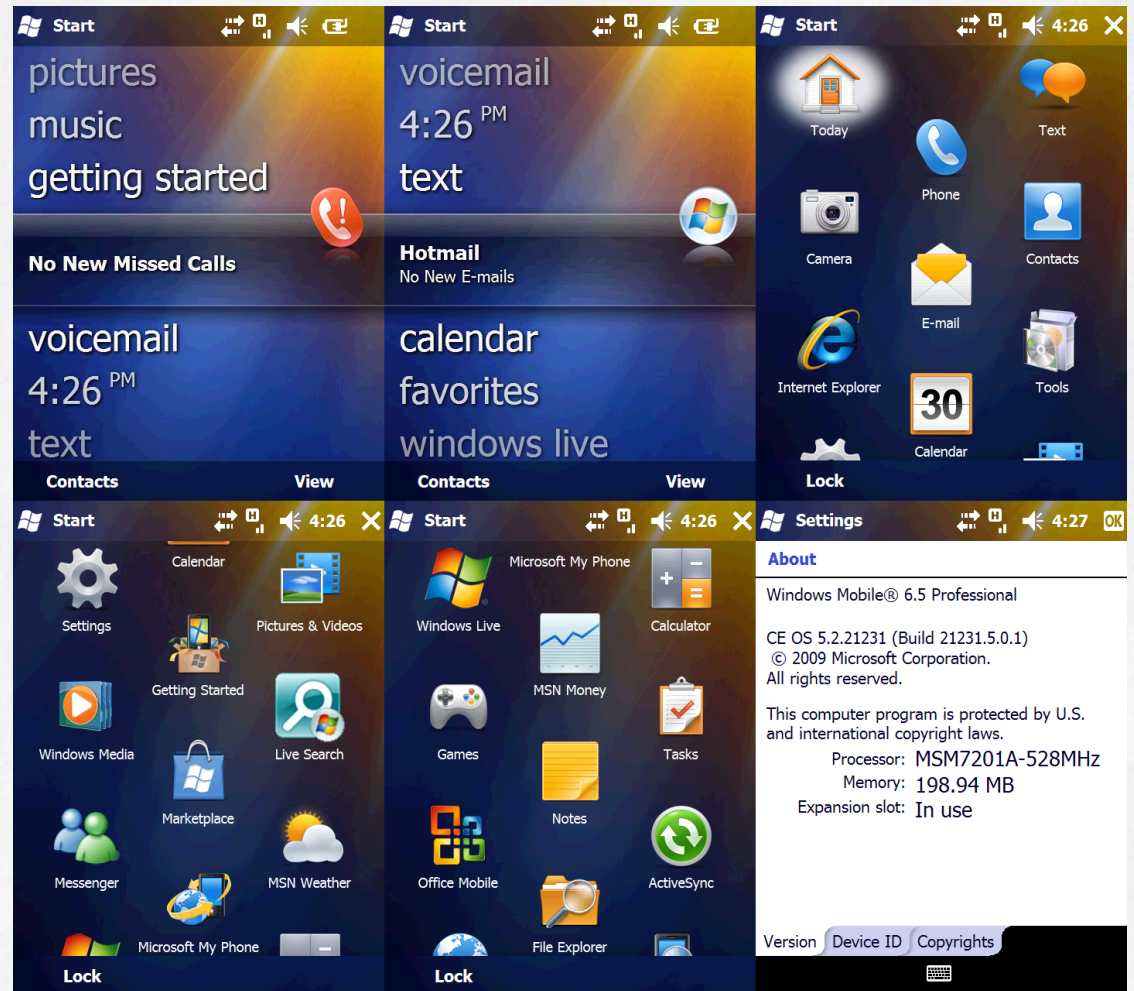 Start
H
pictures
music
getting started
No New Missed Calls
voicemail
4:26 PM
text
Contacts View
Start
H
voicemail
4:26 PM
text
Hotmail
No New E-mails
calendar
favorites
windows live
Contacts View
Start
H
4:26
Today
Text
Phone
Camera
Contacts
E-mail
Internet Explorer
Tools
30
Calendar
Lock
Start
H
4:26
Calendar
Settings
Pictures & Videos
Getting Started
Windows Media
Live Search
Marketplace
Messenger
MSN Weather
Microsoft My Phone
Lock
Start
H
4:26
Microsoft My Phone
Windows Live
Calculator
MSN Money
Games
Tasks
Notes
Office Mobile
ActiveSync
File Explorer
Lock
Settings
H
4:27
OK
About
Windows Mobile® 6.5 Professional
CE OS 5.2.21231 (Build 21231.5.0.1)
© 2009 Microsoft Corporation.
All rights reserved.
This computer program is protected by U.S.
and international copyright laws.
Processor: MSM7201A-528MHz
Memory: 198.94 MB
Expansion slot: In use
Version Device ID Copyrights